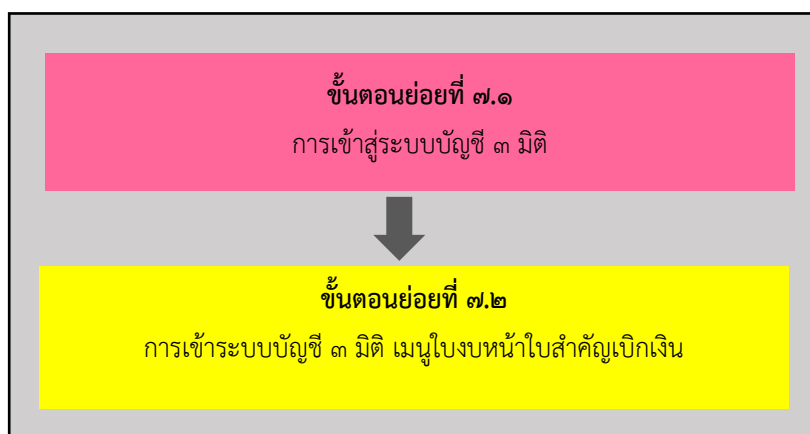 ขั้นตอนย่อยที่ ๗.๑
การเข้าสู่ระบบบัญชี ๓ มิติ
ขั้นตอนย่อยที่ ๗.๒
การเข้าระบบบัญชี ๓ มิติ เมนูใบงบหน้าใบสำคัญเบิกเงิน